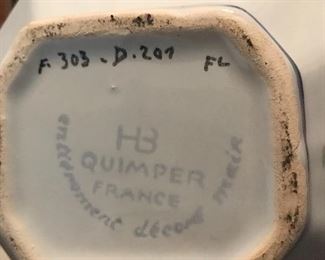 F.303.D.201 FL
HB
QUIMPER
FRANCE
entièrement décoré main